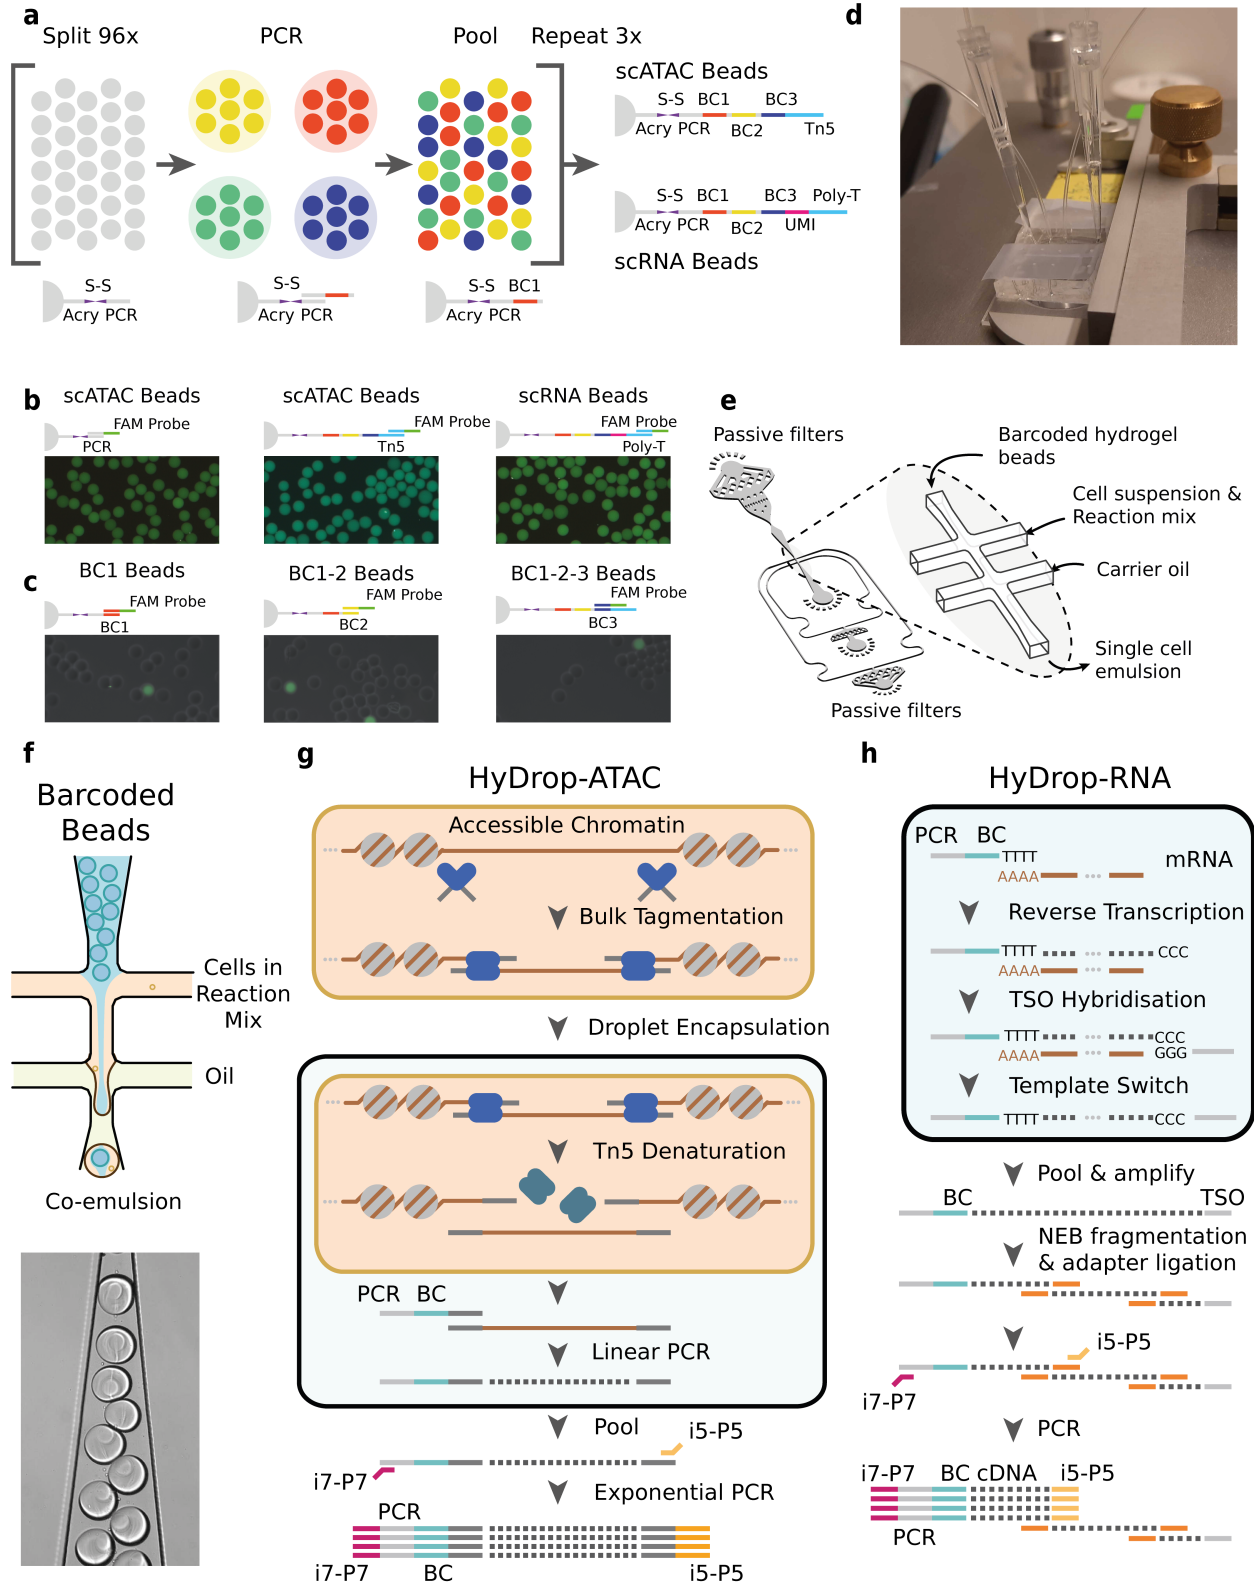 a
Split 96x
PCR
Pool
Repeat 3x
scATAC Beads
S-S
BC1
BC3
Acry PCR
BC2
Tn5
S-S
BC1
BC3
Poly-T
Acry PCR
BC2
UMI
scRNA Beads
S-S
Acry PCR
S-S
Acry PCR
S-S
BC1
Acry PCR
d
b
scATAC Beads
FAM Probe
PCR
scATAC Beads
FAM Probe
Tn5
scRNA Beads
FAM Probe
Poly-T
c
BC1 Beads
FAM Probe
BC1
BC1-2 Beads
FAM Probe
BC2
BC1-2-3 Beads
FAM Probe
BC3
e
Passive filters
Barcoded hydrogel
beads
Cell suspension &
Reaction mix
Carrier oil
Single cell
emulsion
Passive filters
f
Barcoded
Beads
Cells in
Reaction
Mix
Oil
Co-emulsion
g
HyDrop-ATAC
Accessible Chromatin
Bulk Tagmentation
Droplet Encapsulation
Tn5 Denaturation
PCR
BC
Linear PCR
Pool
i5-P5
i7-P7
Exponential PCR
PCR
i7-P7
BC
i5-P5
h
HyDrop-RNA
PCR
BC
TTTT
mRNA
AAAA
Reverse Transcription
TTTT
CCC
AAAA
TSO Hybridisation
TTTT
CCC
AAAA
GGG
Template Switch
TTTT
CCC
Pool & amplify
BC
TSO
NEB fragmentation
& adapter ligation
i5-P5
i7-P7
PCR
i7-P7
BC
cDNA
i5-P5
PCR